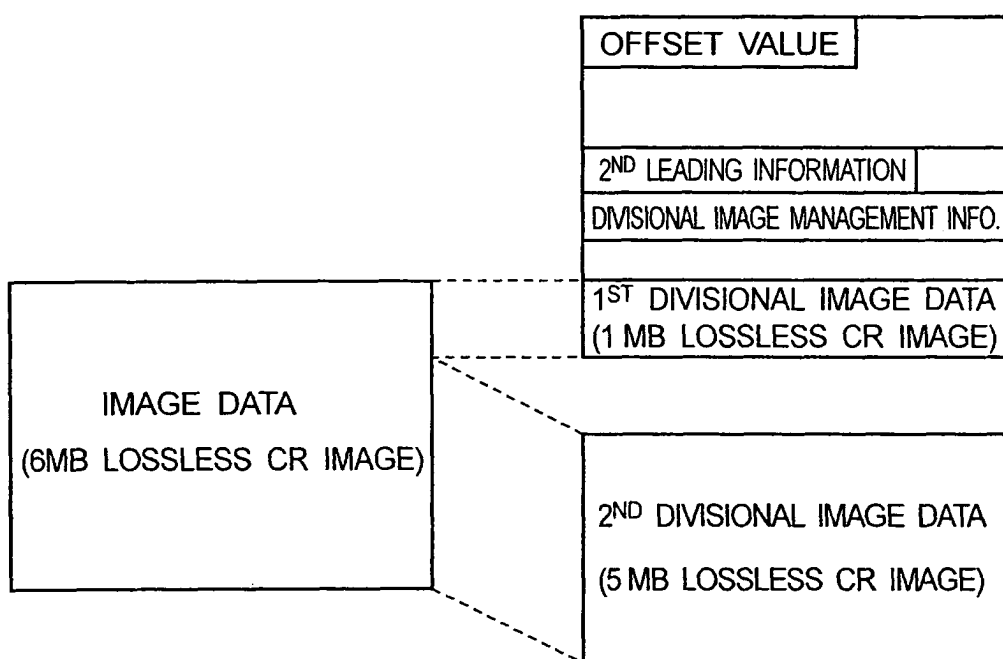 OFFSET VALUE
2ND LEADING INFORMATION
DIVISIONAL IMAGE MANAGEMENT INFO.
1ST DIVISIONAL IMAGE DATA
(1 MB LOSSLESS CR IMAGE)
IMAGE DATA
(6MB LOSSLESS CR IMAGE)
2ND DIVISIONAL IMAGE DATA
(5 MB LOSSLESS CR IMAGE)